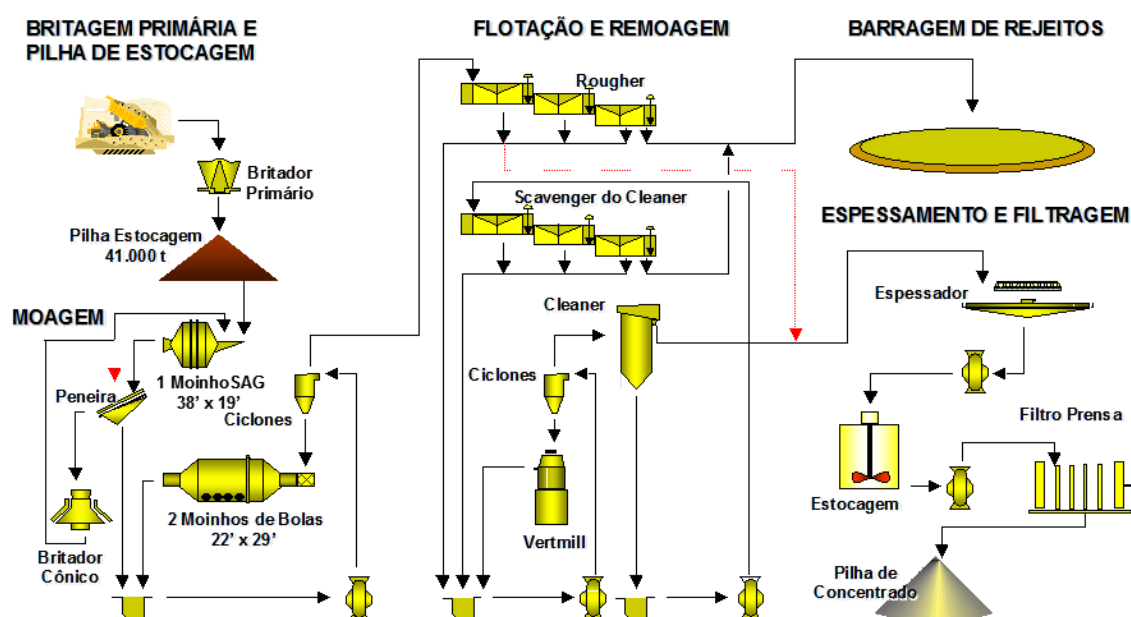 BRITAGEM PRIMÁRIA E
PILHA DE ESTOCAGEM
Britador
Primário
Pilha Estocagem
41.000 t
MOAGEM
1 Moinho SAG
38' x 19'
Peneira
Ciclones
2 Moinhos de Bolas
22' x 29'
Britador
Cônico
FLOTAÇÃO E REMOAGEM
Rougher
Scavenger do Cleaner
Cleaner
Ciclones
Vertmill
BARRAGEM DE REJEITOS
ESPESSAMENTO E FILTRAGEM
Espessador
Filtro Prensa
Estocagem
Pilha de
Concentrado